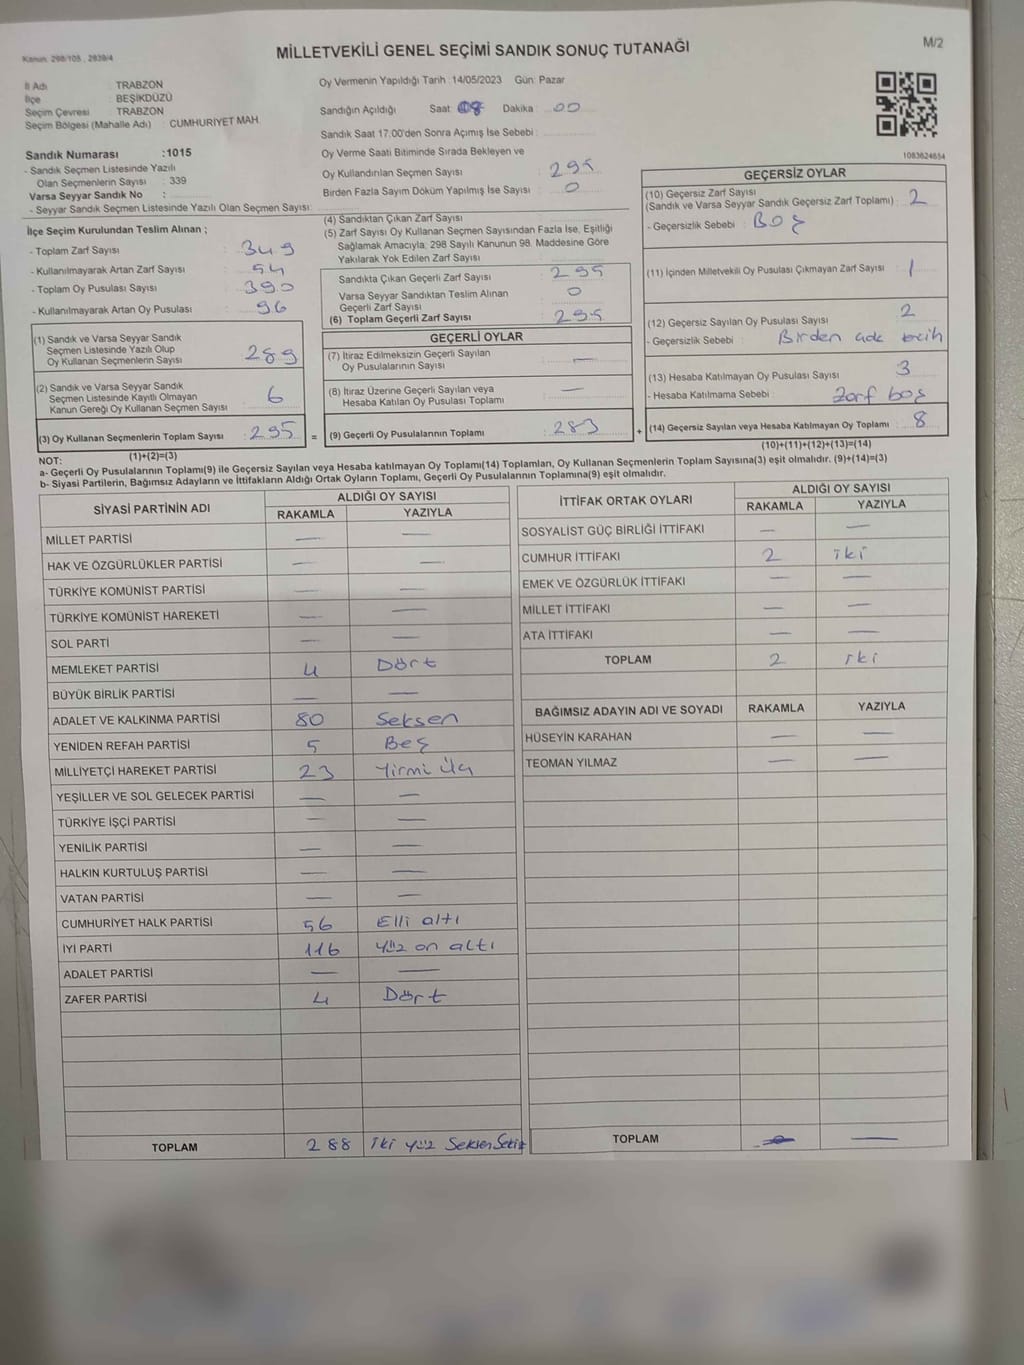 Kanun: 298/105 , 2839/4
MİLLETVEKİLİ GENEL SEÇİMİ SANDIK SONUÇ TUTANAĞI
M/2
İl Adı : TRABZON
İlçe : BEŞİKDÜZÜ
Seçim Çevresi : TRABZON
Seçim Bölgesi (Mahalle Adı) : CUMHURİYET MAH.
Oy Vermenin Yapıldığı Tarih :14/05/2023 Gün: Pazar
Sandığın Açıldığı Saat: 08 Dakika : 00
Sandık Saat 17:00'den Sonra Açımış İse Sebebi :
1083624654
Sandık Numarası :1015
- Sandık Seçmen Listesinde Yazılı
Olan Seçmenlerin Sayısı : 339
Varsa Seyyar Sandık No :
- Seyyar Sandık Seçmen Listesinde Yazılı Olan Seçmen Sayısı:
Oy Verme Saati Bitiminde Sırada Bekleyen ve
Oy Kullandırılan Seçmen Sayısı : 295
Birden Fazla Sayım Döküm Yapılmış İse Sayısı : 0
İlçe Seçim Kurulundan Teslim Alınan ;
- Toplam Zarf Sayısı : 349
- Kullanılmayarak Artan Zarf Sayısı : 54
- Toplam Oy Pusulası Sayısı : 390
- Kullanılmayarak Artan Oy Pusulası : 96
(4) Sandıktan Çıkan Zarf Sayısı :
(5) Zarf Sayısı Oy Kullanan Seçmen Sayısından Fazla İse, Eşitliği
Sağlamak Amacıyla, 298 Sayılı Kanunun 98. Maddesine Göre
Yakılarak Yok Edilen Zarf Sayısı :
Sandıkta Çıkan Geçerli Zarf Sayısı : 295
Varsa Seyyar Sandıktan Teslim Alınan
Geçerli Zarf Sayısı : 0
(6) Toplam Geçerli Zarf Sayısı : 295
GEÇERSİZ OYLAR
(10) Geçersiz Zarf Sayısı
(Sandık ve Varsa Seyyar Sandık Geçersiz Zarf Toplamı) : 2
- Geçersizlik Sebebi : BOŞ
(11) İçinden Milletvekili Oy Pusulası Çıkmayan Zarf Sayısı : 1
(12) Geçersiz Sayılan Oy Pusulası Sayısı : 2
- Geçersizlik Sebebi : Birden
(13) Hesaba Katılmayan Oy Pusulası Sayısı : 3
- Hesaba Katılmama Sebebi : Zarf boş
(14) Geçersiz Sayılan veya Hesaba Katılmayan Oy Toplamı : 8
(10)+(11)+(12)+(13)=(14)
(1) Sandık ve Varsa Seyyar Sandık
Seçmen Listesinde Yazılı Olup
Oy Kullanan Seçmenlerin Sayısı : 289
(2) Sandık ve Varsa Seyyar Sandık
Seçmen Listesinde Kayıtlı Olmayan
Kanun Gereği Oy Kullanan Seçmen Sayısı : 6
(3) Oy Kullanan Seçmenlerin Toplam Sayısı : 295 =
(1)+(2)=(3)
GEÇERLİ OYLAR
(7) İtiraz Edilmeksizin Geçerli Sayılan
Oy Pusulalarının Sayısı : —
(8) İtiraz Üzerine Geçerli Sayılan veya
Hesaba Katılan Oy Pusulası Toplamı : —
(9) Geçerli Oy Pusulalarının Toplamı : 283 +
NOT:
a- Geçerli Oy Pusulalarının Toplamı(9) ile Geçersiz Sayılan veya Hesaba katılmayan Oy Toplamı(14) Toplamları, Oy Kullanan Seçmenlerin Toplam Sayısına(3) eşit olmalıdır. (9)+(14)=(3)
b- Siyasi Partilerin, Bağımsız Adayların ve İttifakların Aldığı Ortak Oyların Toplamı, Geçerli Oy Pusulalarının Toplamına(9) eşit olmalıdır.
SİYASİ PARTİNİN ADI ALDIĞI OY SAYISI
RAKAMLA YAZIYLA
MİLLET PARTİSİ — —
HAK VE ÖZGÜRLÜKLER PARTİSİ — —
TÜRKİYE KOMÜNİST PARTİSİ — —
TÜRKİYE KOMÜNİST HAREKETİ — —
SOL PARTİ — —
MEMLEKET PARTİSİ 4 Dört
BÜYÜK BİRLİK PARTİSİ — —
ADALET VE KALKINMA PARTİSİ 80 Seksen
YENİDEN REFAH PARTİSİ 5 Beş
MİLLİYETÇİ HAREKET PARTİSİ 23 Yirmi Üç
YEŞİLLER VE SOL GELECEK PARTİSİ — —
TÜRKİYE İŞÇİ PARTİSİ — —
YENİLİK PARTİSİ — —
HALKIN KURTULUŞ PARTİSİ — —
VATAN PARTİSİ — —
CUMHURİYET HALK PARTİSİ 56 Elli altı
İYİ PARTİ 116 yüz on altı
ADALET PARTİSİ — —
ZAFER PARTİSİ 4 Dört
TOPLAM 288 iki yüz Seksen Sekiz
İTTİFAK ORTAK OYLARI ALDIĞI OY SAYISI
RAKAMLA YAZIYLA
SOSYALİST GÜÇ BİRLİĞİ İTTİFAKI — —
CUMHUR İTTİFAKI 2 iki
EMEK VE ÖZGÜRLÜK İTTİFAKI — —
MİLLET İTTİFAKI — —
ATA İTTİFAKI — —
TOPLAM 2 iki
BAĞIMSIZ ADAYIN ADI VE SOYADI RAKAMLA YAZIYLA
HÜSEYİN KARAHAN — —
TEOMAN YILMAZ — —
TOPLAM — —